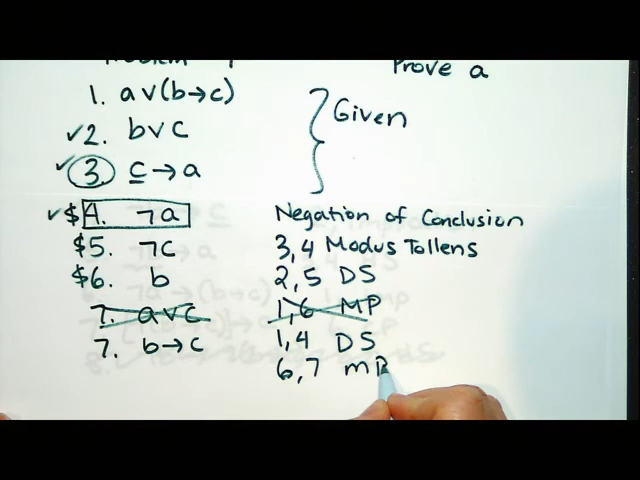 Prove a
1. a∨(b→c)
Given
✓2. b∨c
✓3. c→a
✓$4. ¬a Negation of Conclusion
$5. ¬c 3,4 Modus Tollens
$6. b 2,5 DS
7. a∨c 1,6 MP
7. b→c 1,4 DS
6,7 MP